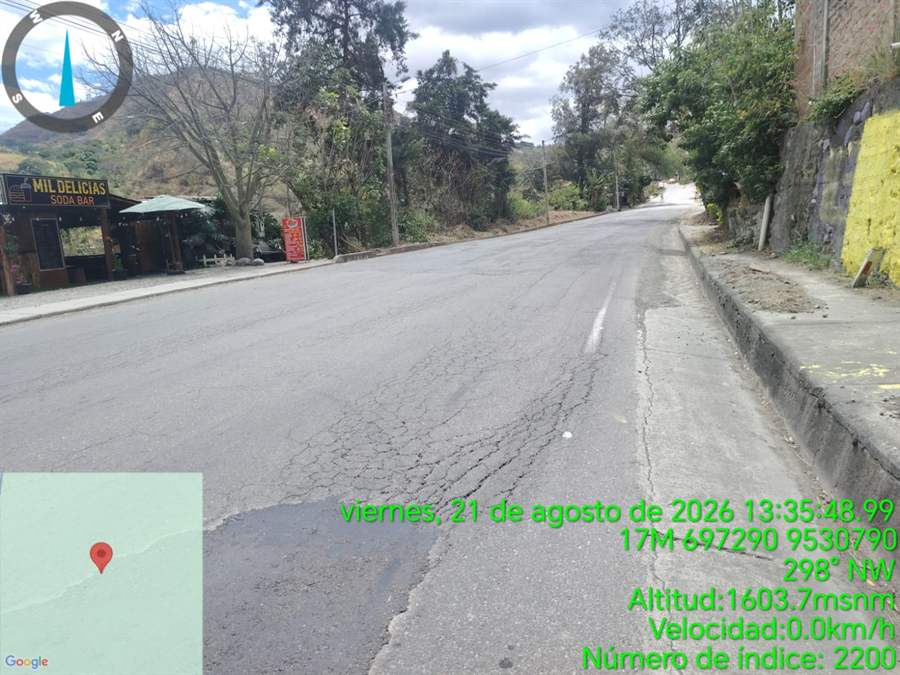 W
N
S
E
MIL DELICIAS
SODA BAR
viernes, 21 de agosto de 2026 13:35:48.99
17M 697290 9530790
298° NW
Altitud:1603.7msnm
Velocidad:0.0km/h
Número de índice: 2200
Google